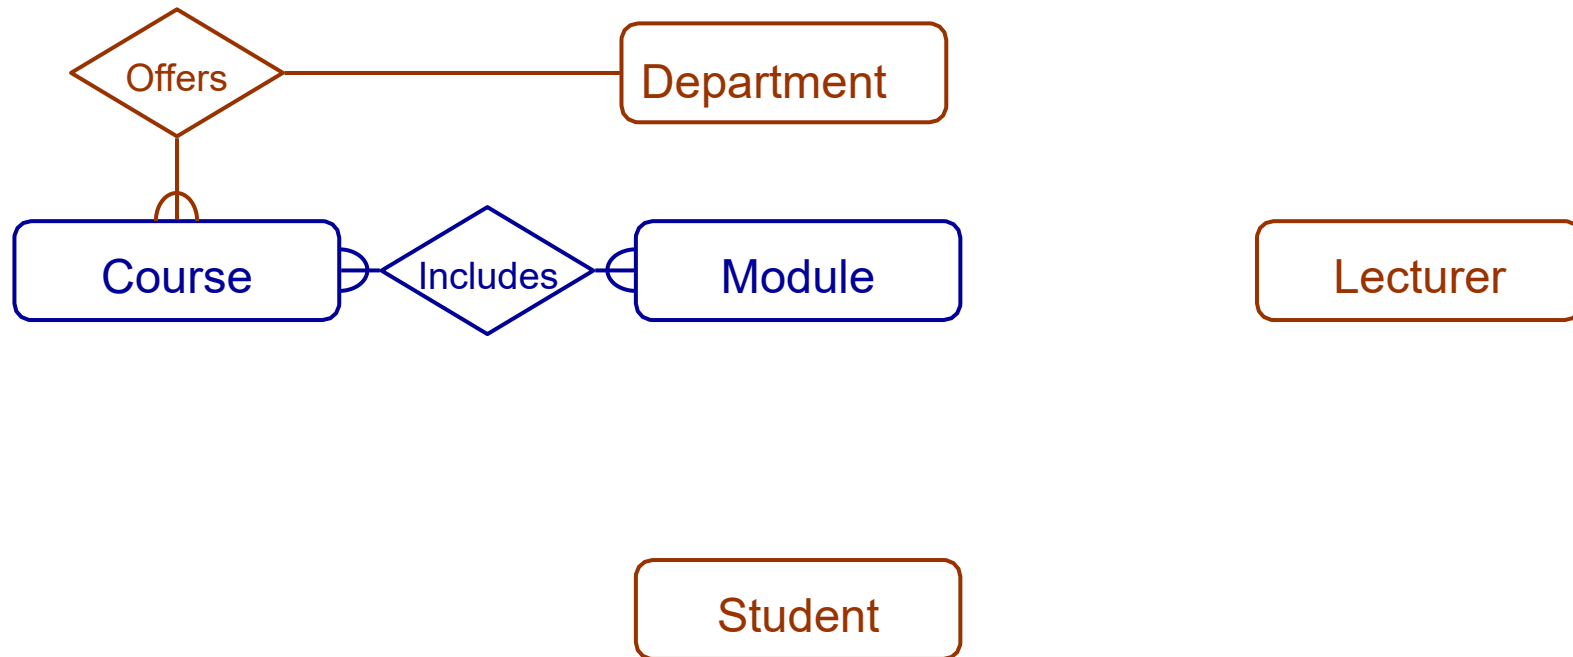 Offers
Department
Course
Includes
Module
Lecturer
Student